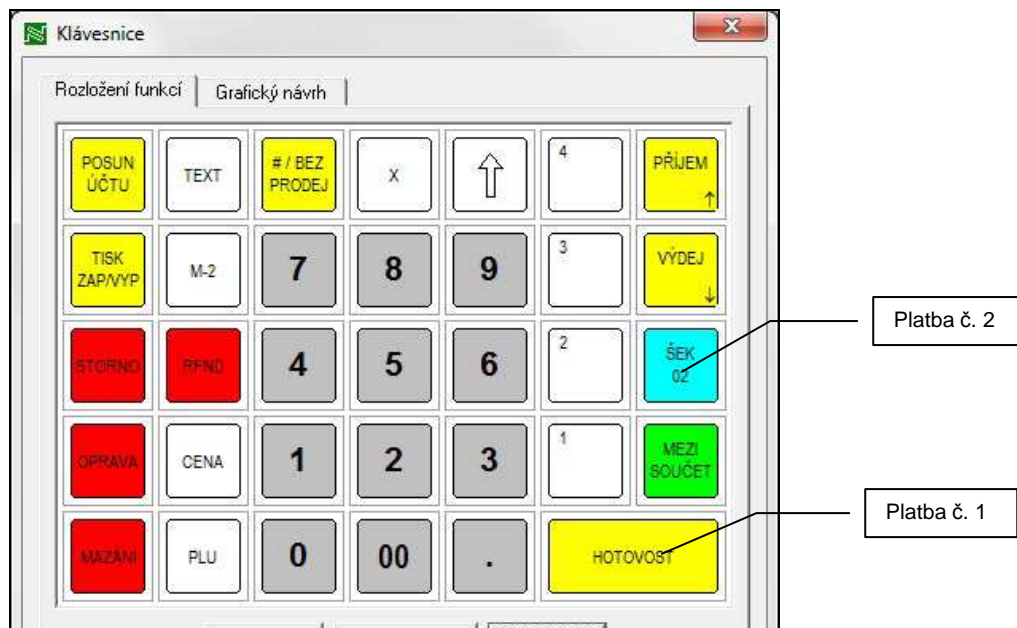 Klávesnice
x
Rozložení funkcí
Grafický návrh
POSUN
ÚČTU
TEXT
# / BEZ
PRODEJ
X
4
PŘÍJEM
TISK
ZAP/VYP
M-2
7
8
9
3
VÝDEJ
STORNO
RFND
4
5
6
2
ŠEK
02
Platba č. 2
OPRAVA
CENA
1
2
3
1
MEZI
SOUČET
Platba č. 1
MAZÁNÍ
PLU
0
00
.
HOTOVOST